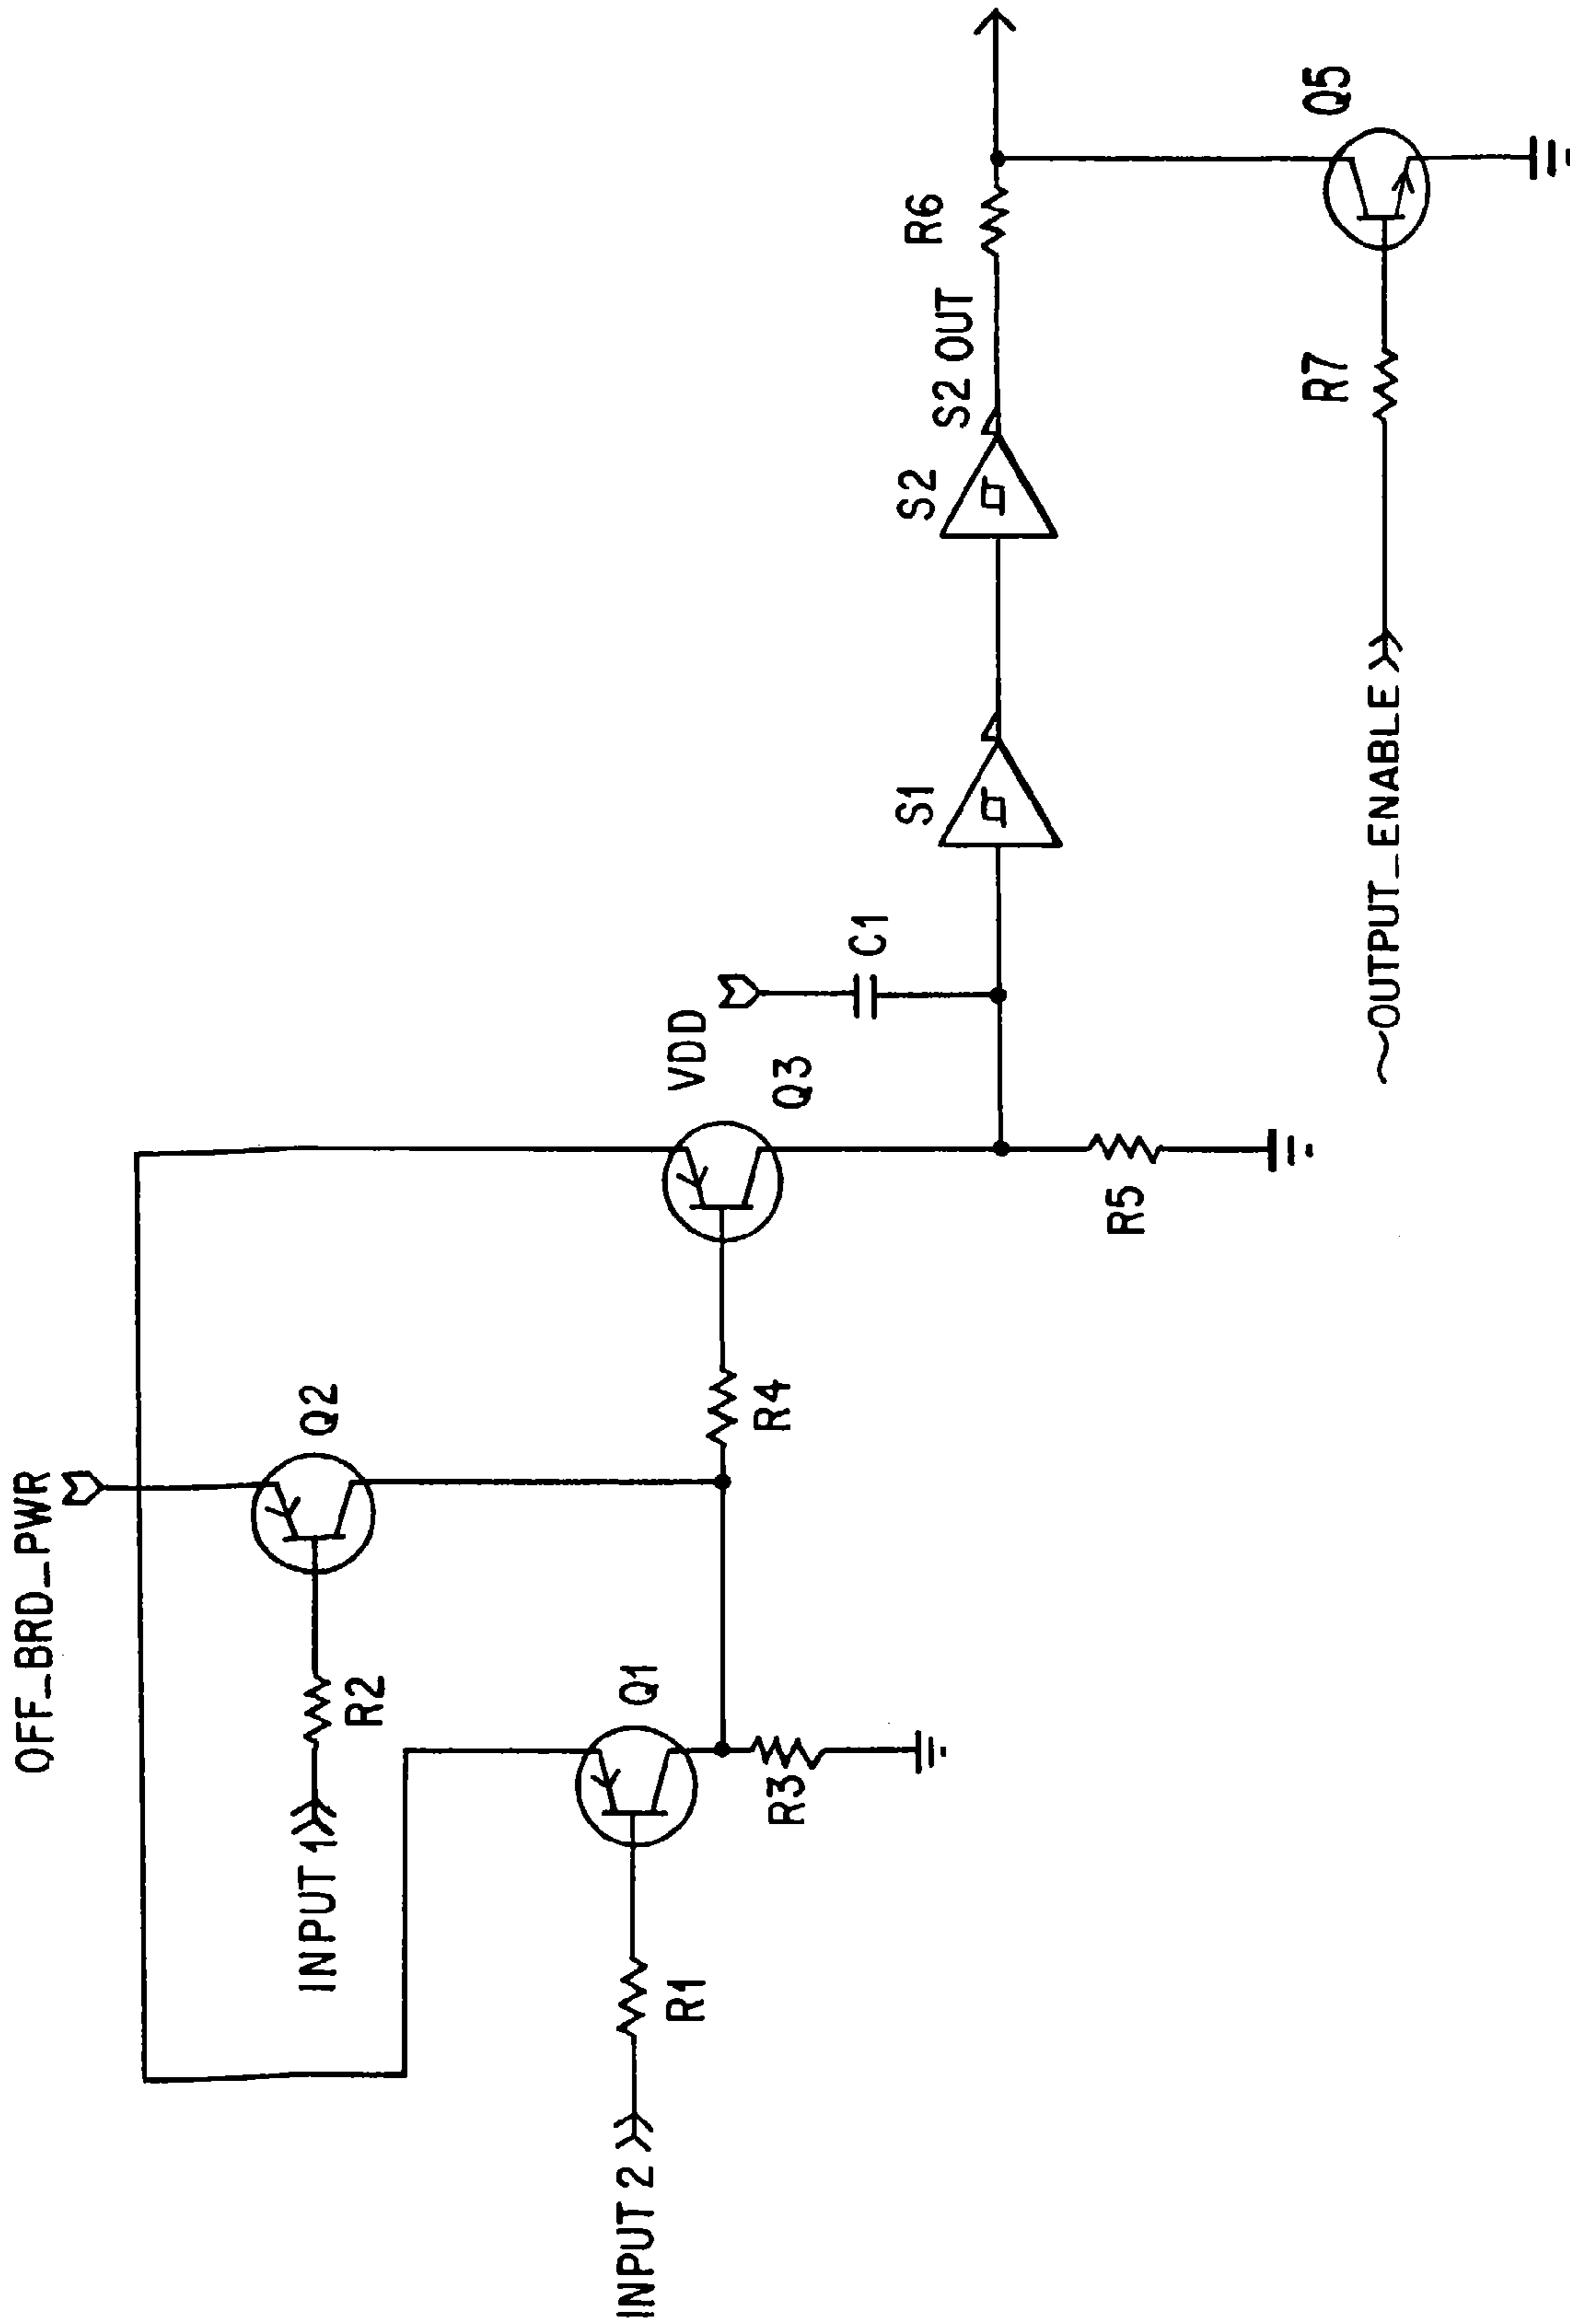 OFF_BRD_PWR
INPUT 1
R2
Q2
INPUT 2
R1
Q1
R3
R4
VDD
Q3
R5
C1
S1
S2
S2 OUT
R6
~OUTPUT_ENABLE
R7
Q5